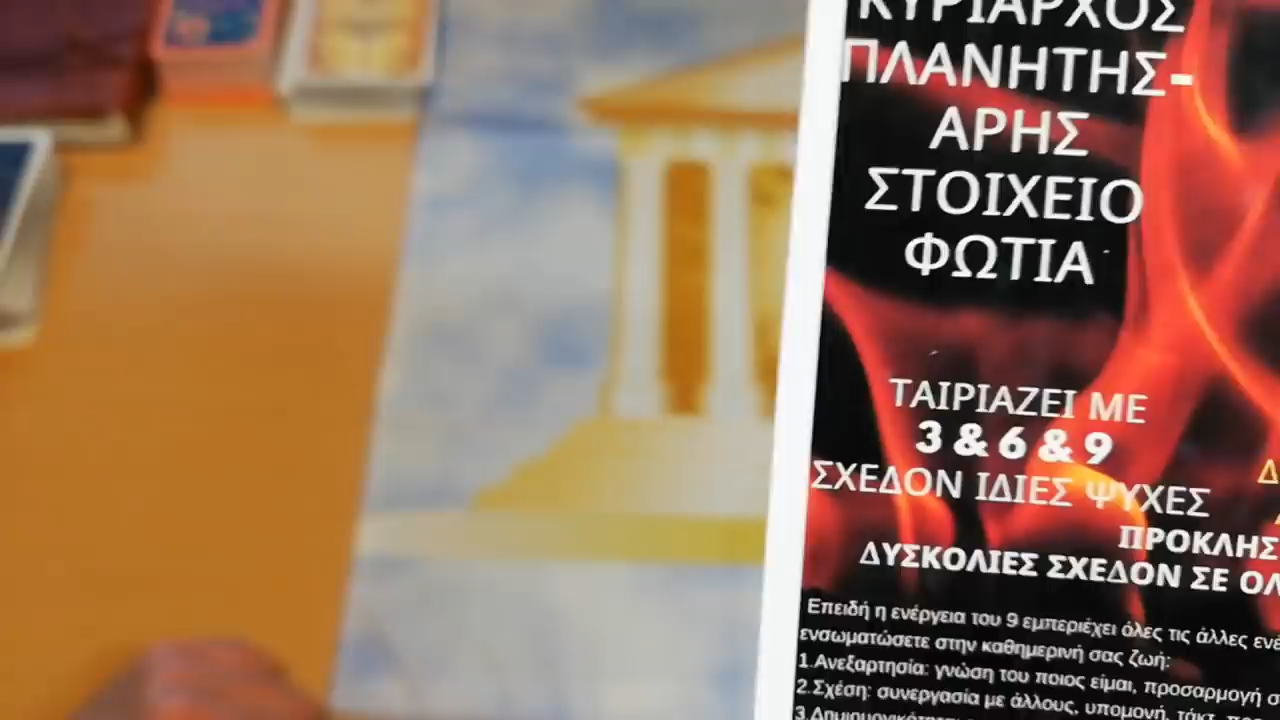 ΚΥΡΙΑΡΧΟΣ
ΠΛΑΝΗΤΗΣ-
ΑΡΗΣ
ΣΤΟΙΧΕΙΟ
ΦΩΤΙΑ
ΤΑΙΡΙΑΖΕΙ ΜΕ
3 & 6 & 9
ΣΧΕΔΟΝ ΙΔΙΕΣ ΨΥΧΕΣ
ΠΡΟΚΛΗΣ
ΔΥΣΚΟΛΙΕΣ ΣΧΕΔΟΝ ΣΕ ΟΛ
Επειδή η ενέργεια του 9 εμπεριέχει όλες τις άλλες ενέ
ενσωματώσετε στην καθημερινή σας ζωή:
1.Ανεξαρτησία: γνώση του ποιος είμαι, προσαρμογή σ
2.Σχέση: συνεργασία με άλλους, υπομονή, τάκτ,